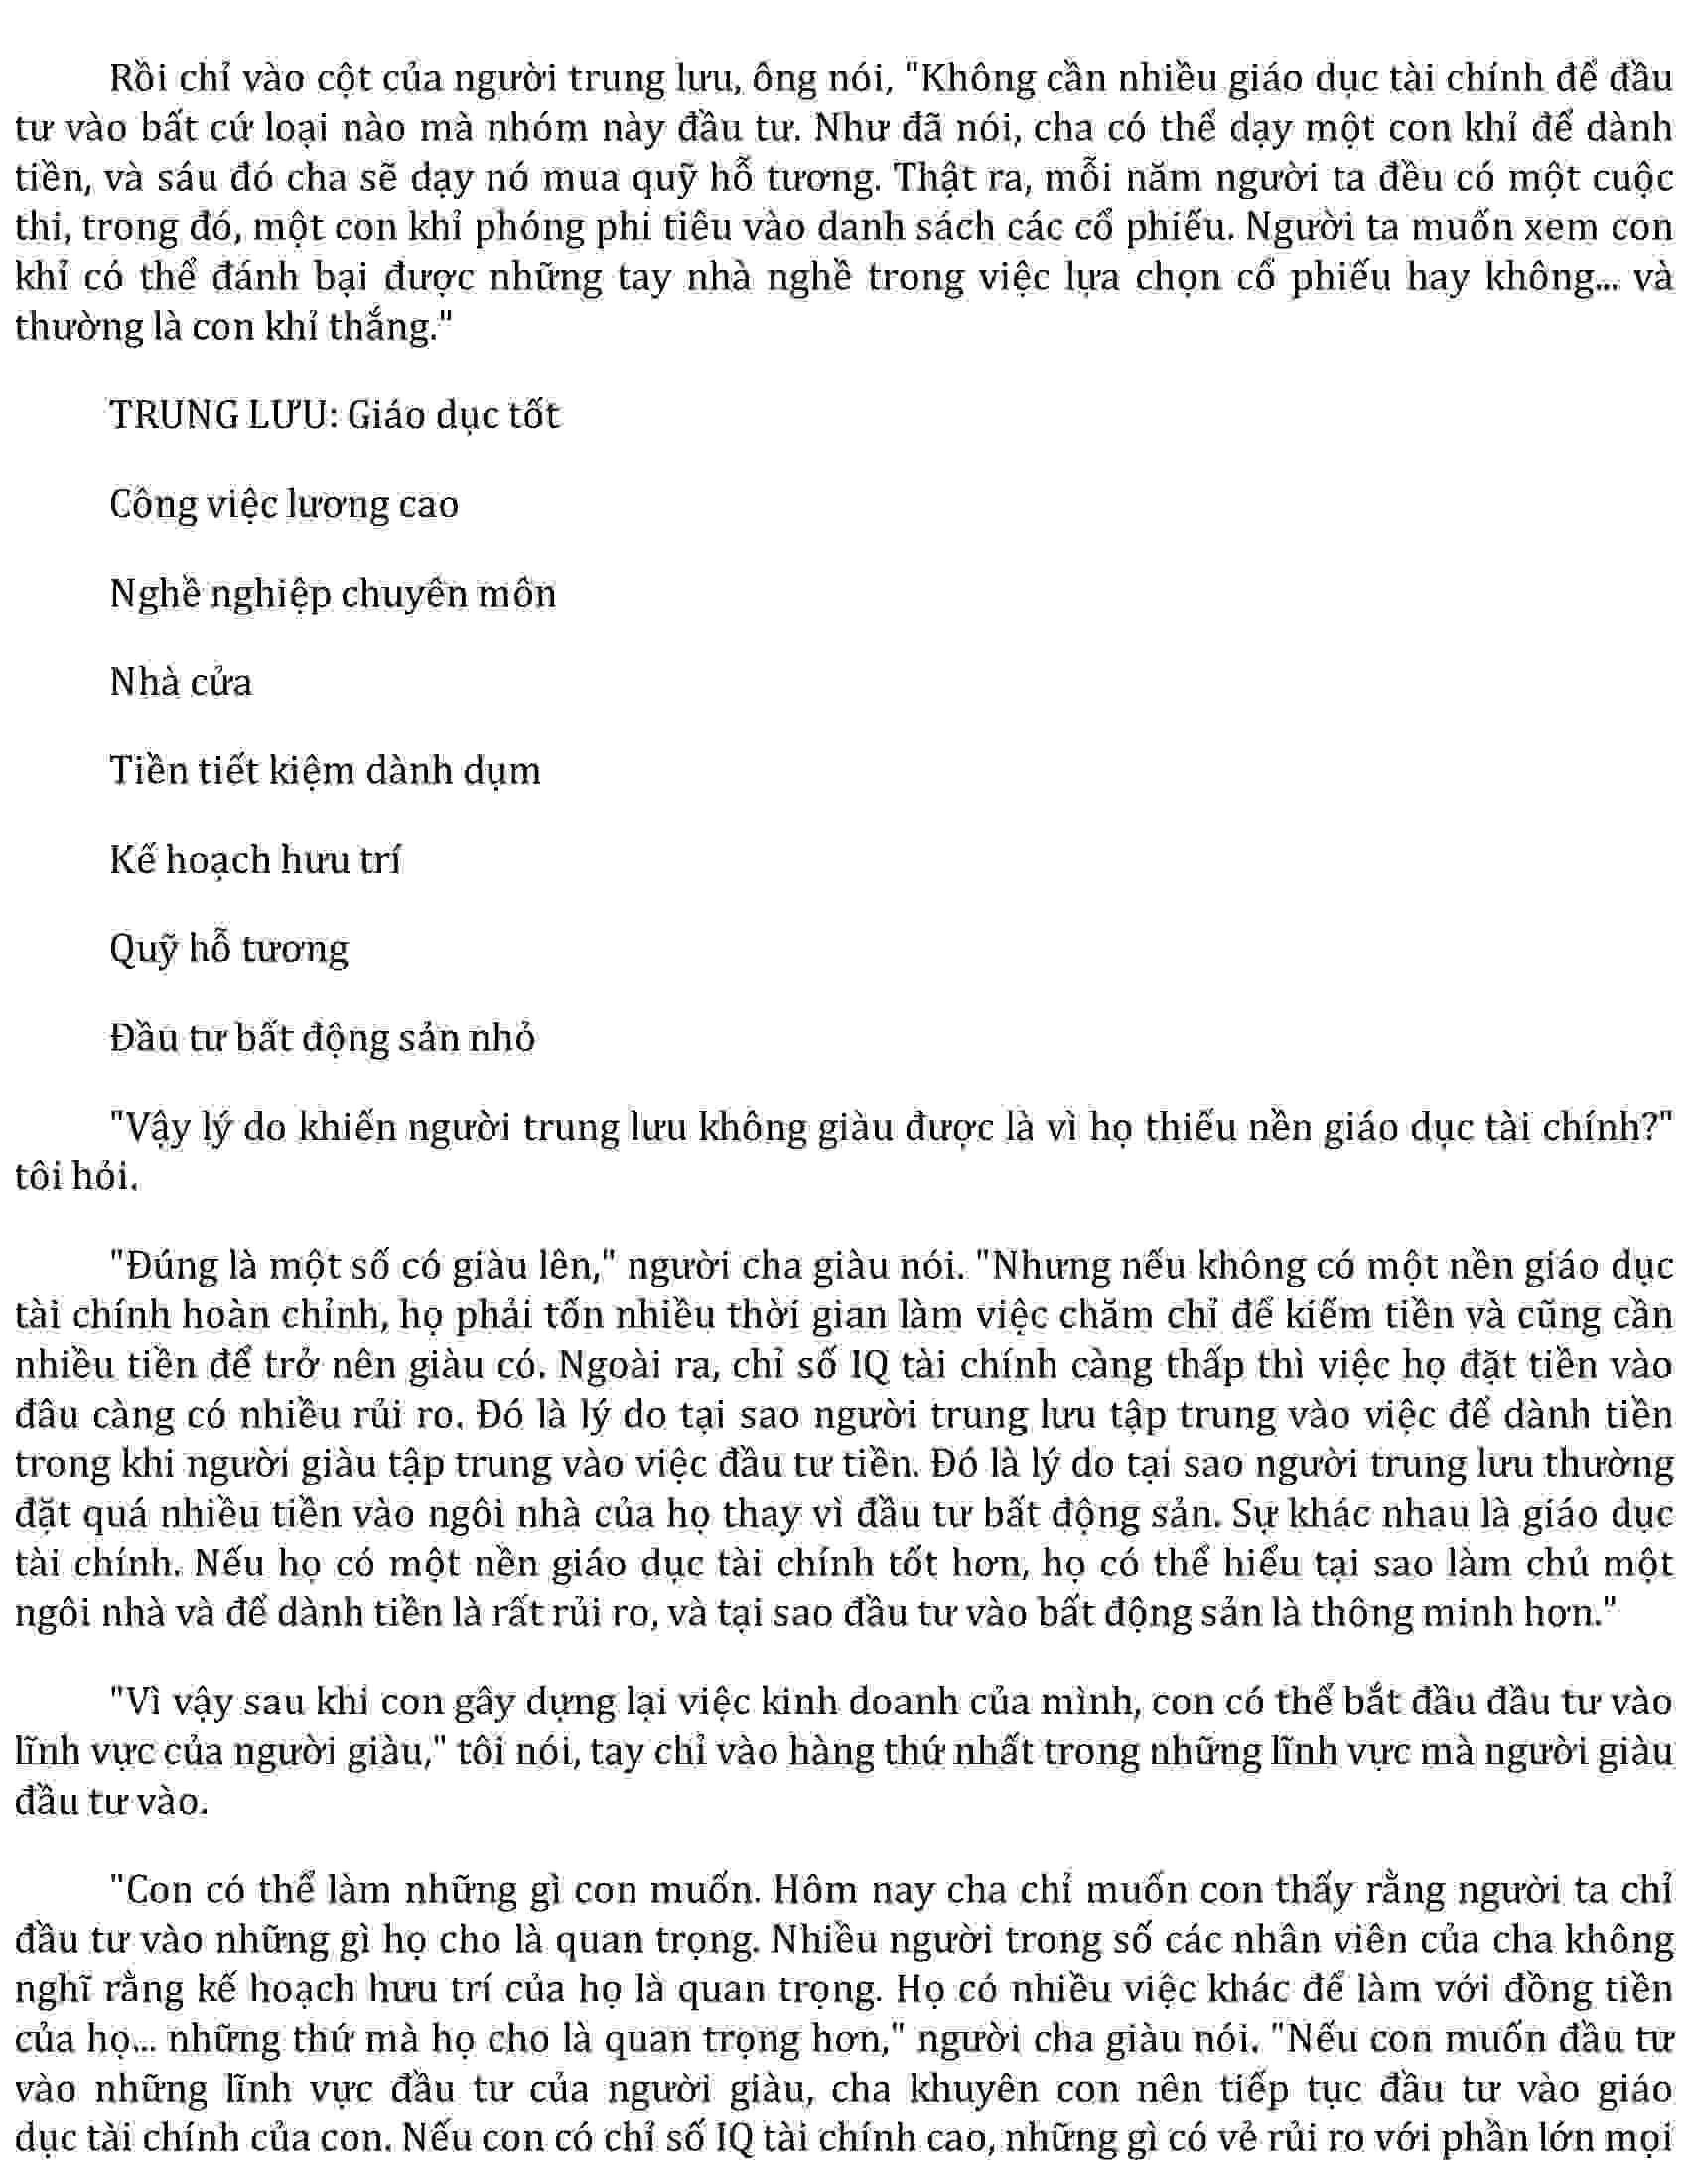 Rồi chỉ vào cột của người trung lưu, ông nói, "Không cần nhiều giáo dục tài chính để đầu
tư vào bất cứ loại nào mà nhóm này đầu tư. Như đã nói, cha có thể dạy một con khỉ để dành
tiền, và sáu đó cha sẽ dạy nó mua quỹ hỗ tương. Thật ra, mỗi năm người ta đều có một cuộc
thi, trong đó, một con khỉ phóng phi tiêu vào danh sách các cổ phiếu. Người ta muốn xem con
khỉ có thể đánh bại được những tay nhà nghề trong việc lựa chọn cổ phiếu hay không... và
thường là con khỉ thắng."
TRUNG LƯU: Giáo dục tốt
Công việc lương cao
Nghề nghiệp chuyên môn
Nhà cửa
Tiền tiết kiệm dành dụm
Kế hoạch hưu trí
Quỹ hỗ tương
Đầu tư bất động sản nhỏ
"Vậy lý do khiến người trung lưu không giàu được là vì họ thiếu nền giáo dục tài chính?"
tôi hỏi.
"Đúng là một số có giàu lên," người cha giàu nói. "Nhưng nếu không có một nền giáo dục
tài chính hoàn chỉnh, họ phải tốn nhiều thời gian làm việc chăm chỉ để kiếm tiền và cũng cần
nhiều tiền để trở nên giàu có. Ngoài ra, chỉ số IQ tài chính càng thấp thì việc họ đặt tiền vào
đâu càng có nhiều rủi ro. Đó là lý do tại sao người trung lưu tập trung vào việc để dành tiền
trong khi người giàu tập trung vào việc đầu tư tiền. Đó là lý do tại sao người trung lưu thường
đặt quá nhiều tiền vào ngôi nhà của họ thay vì đầu tư bất động sản. Sự khác nhau là giáo dục
tài chính. Nếu họ có một nền giáo dục tài chính tốt hơn, họ có thể hiểu tại sao làm chủ một
ngôi nhà và để dành tiền là rất rủi ro, và tại sao đầu tư vào bất động sản là thông minh hơn."
"Vì vậy sau khi con gây dựng lại việc kinh doanh của mình, con có thể bắt đầu đầu tư vào
lĩnh vực của người giàu," tôi nói, tay chỉ vào hàng thứ nhất trong những lĩnh vực mà người giàu
đầu tư vào.
"Con có thể làm những gì con muốn. Hôm nay cha chỉ muốn con thấy rằng người ta chỉ
đầu tư vào những gì họ cho là quan trọng. Nhiều người trong số các nhân viên của cha không
nghĩ rằng kế hoạch hưu trí của họ là quan trọng. Họ có nhiều việc khác để làm với đồng tiền
của họ... những thứ mà họ cho là quan trọng hơn," người cha giàu nói. "Nếu con muốn đầu tư
vào những lĩnh vực đầu tư của người giàu, cha khuyên con nên tiếp tục đầu tư vào giáo
dục tài chính của con. Nếu con có chỉ số IQ tài chính cao, những gì có vẻ rủi ro với phần lớn mọi